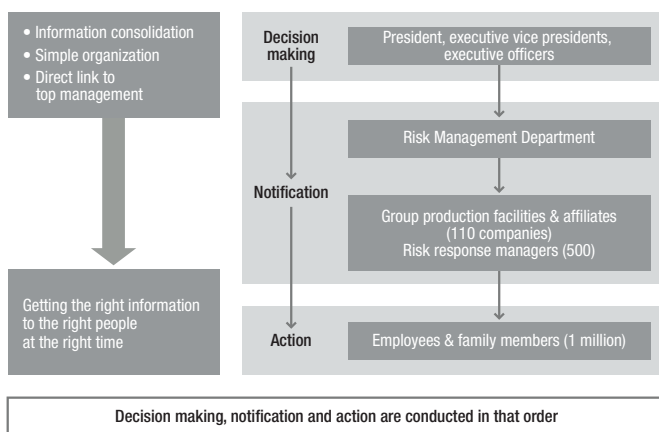 • Information consolidation
• Simple organization
• Direct link to
top management
Getting the right information
to the right people
at the right time
Decision
making
President, executive vice presidents,
executive officers
Risk Management Department
Notification
Group production facilities & affiliates
(110 companies)
Risk response managers (500)
Action
Employees & family members (1 million)
Decision making, notification and action are conducted in that order